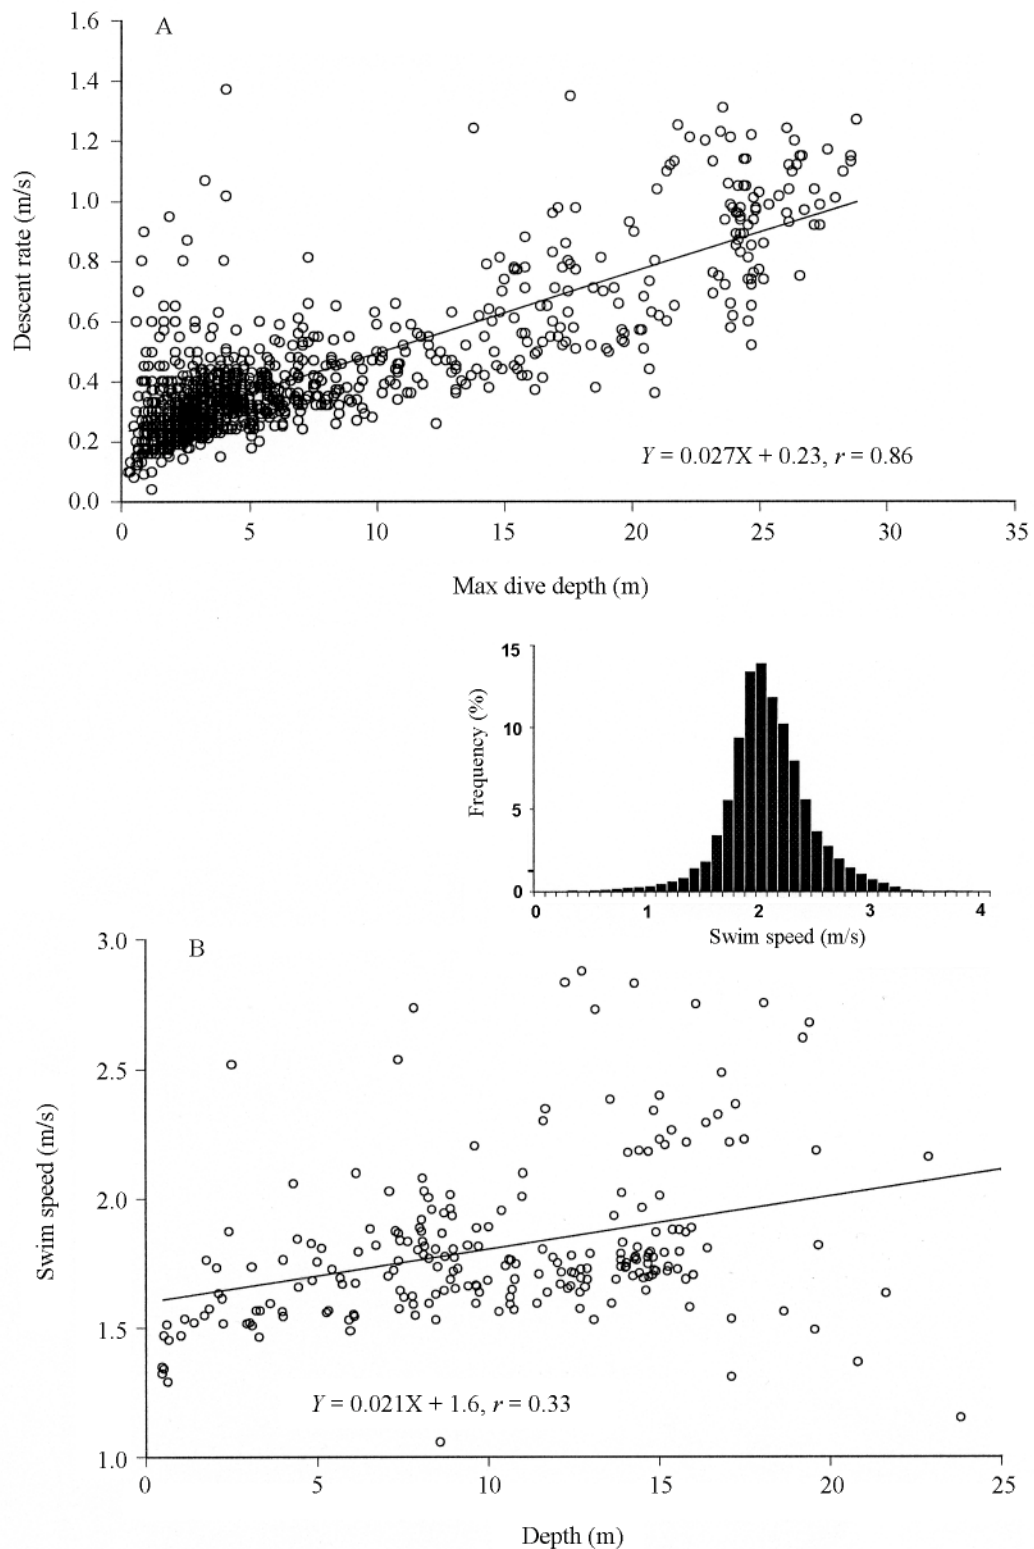 A
1.6
1.4
1.2
1.0
0.8
0.6
0.4
0.2
0.0
Descent rate (m/s)
Y = 0.027X + 0.23, r = 0.86
0 5 10 15 20 25 30 35
Max dive depth (m)
15
10
5
0
Frequency (%)
0 1 2 3 4
Swim speed (m/s)
B
3.0
2.5
2.0
1.5
1.0
Swim speed (m/s)
Y = 0.021X + 1.6, r = 0.33
0 5 10 15 20 25
Depth (m)